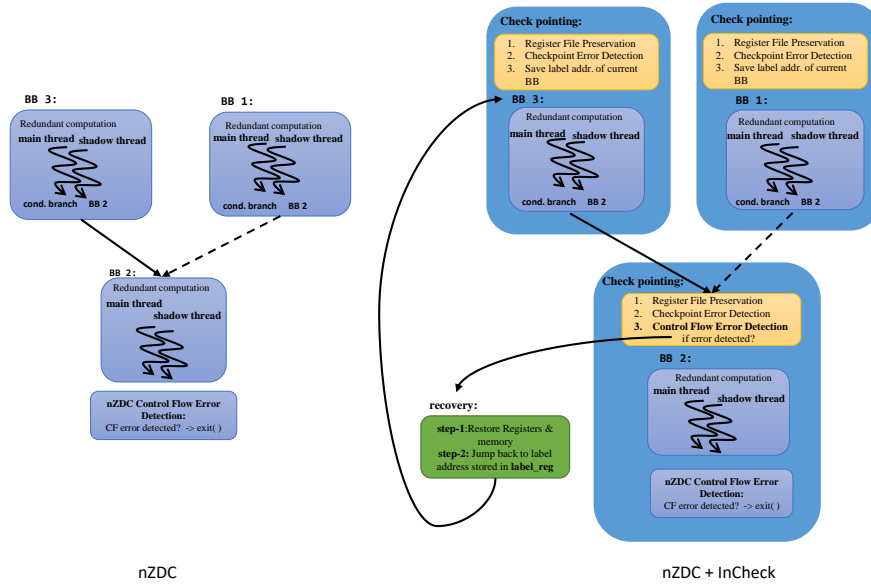 BB 3:
Redundant computation
main thread shadow thread
cond. branch BB 2
BB 1:
Redundant computation
main thread shadow thread
cond. branch BB 2
BB 2:
Redundant computation
main thread
shadow thread
nZDC Control Flow Error
Detection:
CF error detected? -> exit( )
nZDC
Check pointing:
1. Register File Preservation
2. Checkpoint Error Detection
3. Save label addr. of current
BB
BB 3:
Redundant computation
main thread shadow thread
cond. branch BB 2
Check pointing:
1. Register File Preservation
2. Checkpoint Error Detection
3. Save label addr. of current
BB
BB 1:
Redundant computation
main thread shadow thread
cond. branch BB 2
Check pointing:
1. Register File Preservation
2. Checkpoint Error Detection
3. Control Flow Error Detection
if error detected?
BB 2:
Redundant computation
main thread
shadow thread
nZDC Control Flow Error
Detection:
CF error detected? -> exit( )
recovery:
step-1:Restore Registers &
memory
step-2: Jump back to label
address stored in label_reg
nZDC + InCheck